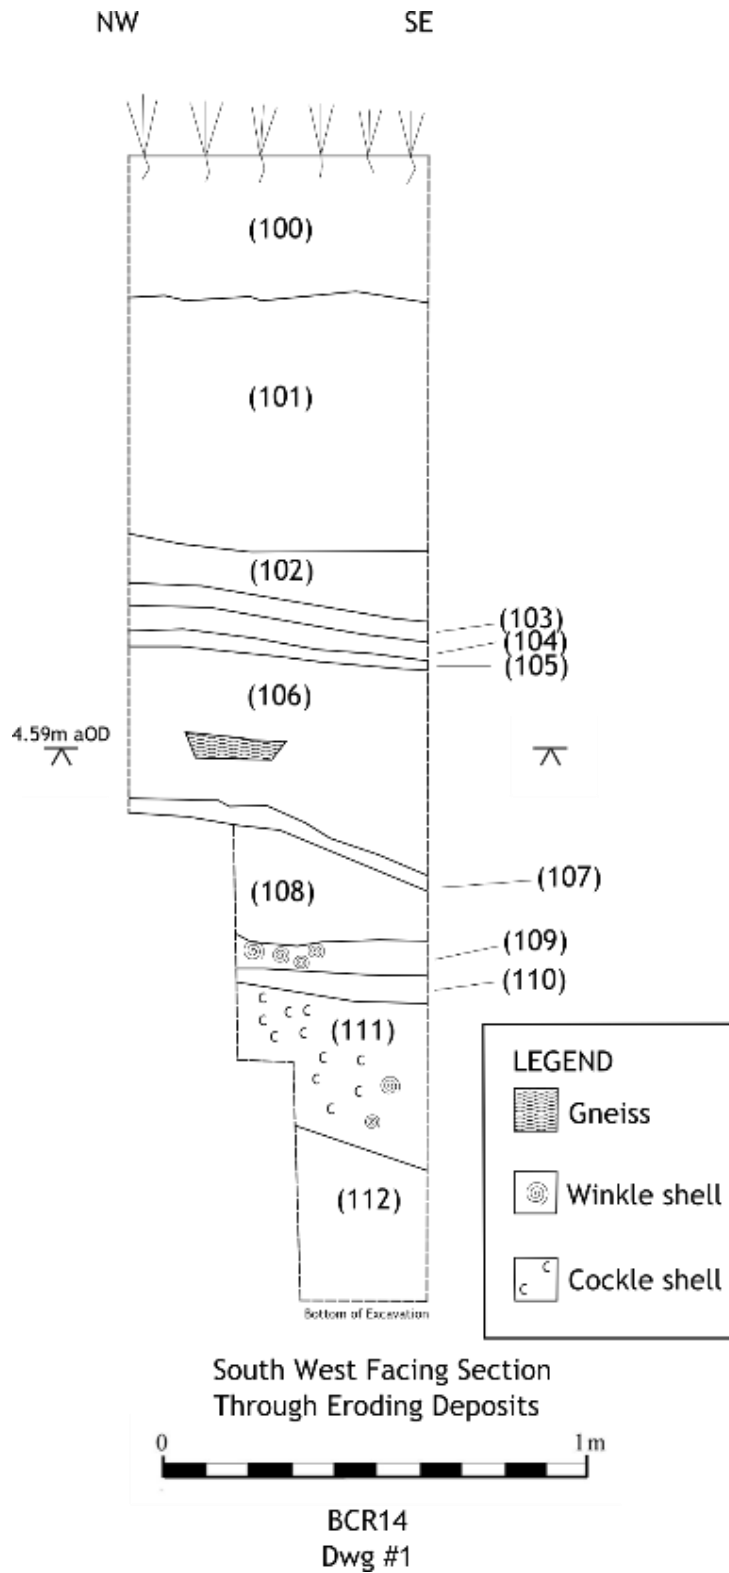 NW SE
(100)
(101)
(102)
(103)
(104)
(105)
(106)
4.59m aOD
(107)
(108)
(109)
(110)
(111)
LEGEND
Gneiss
Winkle shell
(112)
Cockle shell
Bottom of Excavation
South West Facing Section
Through Eroding Deposits
0 1m
BCR14
Dwg #1